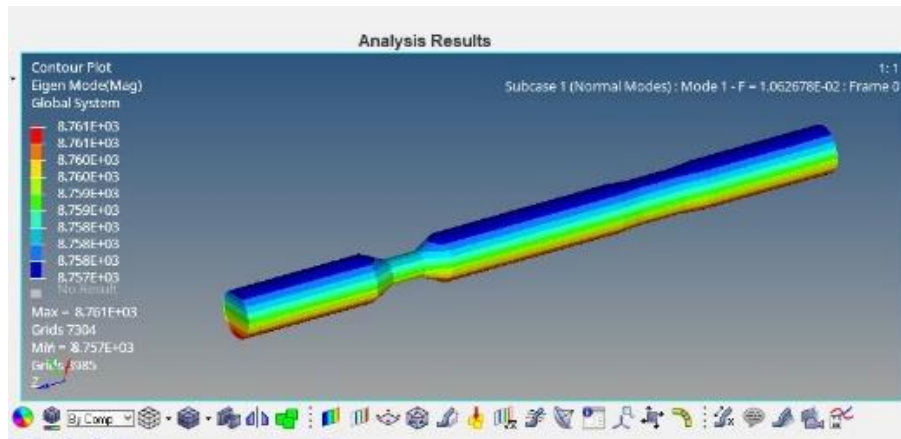 Analysis Results
Contour Plot
Eigen Mode(Mag)
Global System
1: 1
Subcase 1 (Normal Modes) : Mode 1 - F = 1.062678E-02 : Frame 0
8.761E+03
8.761E+03
8.760E+03
8.760E+03
8.759E+03
8.759E+03
8.758E+03
8.758E+03
8.758E+03
8.757E+03
No Result
Max = 8.761E+03
Grids 7304
Min = 8.757E+03
Grids 3985
Z
By Comp